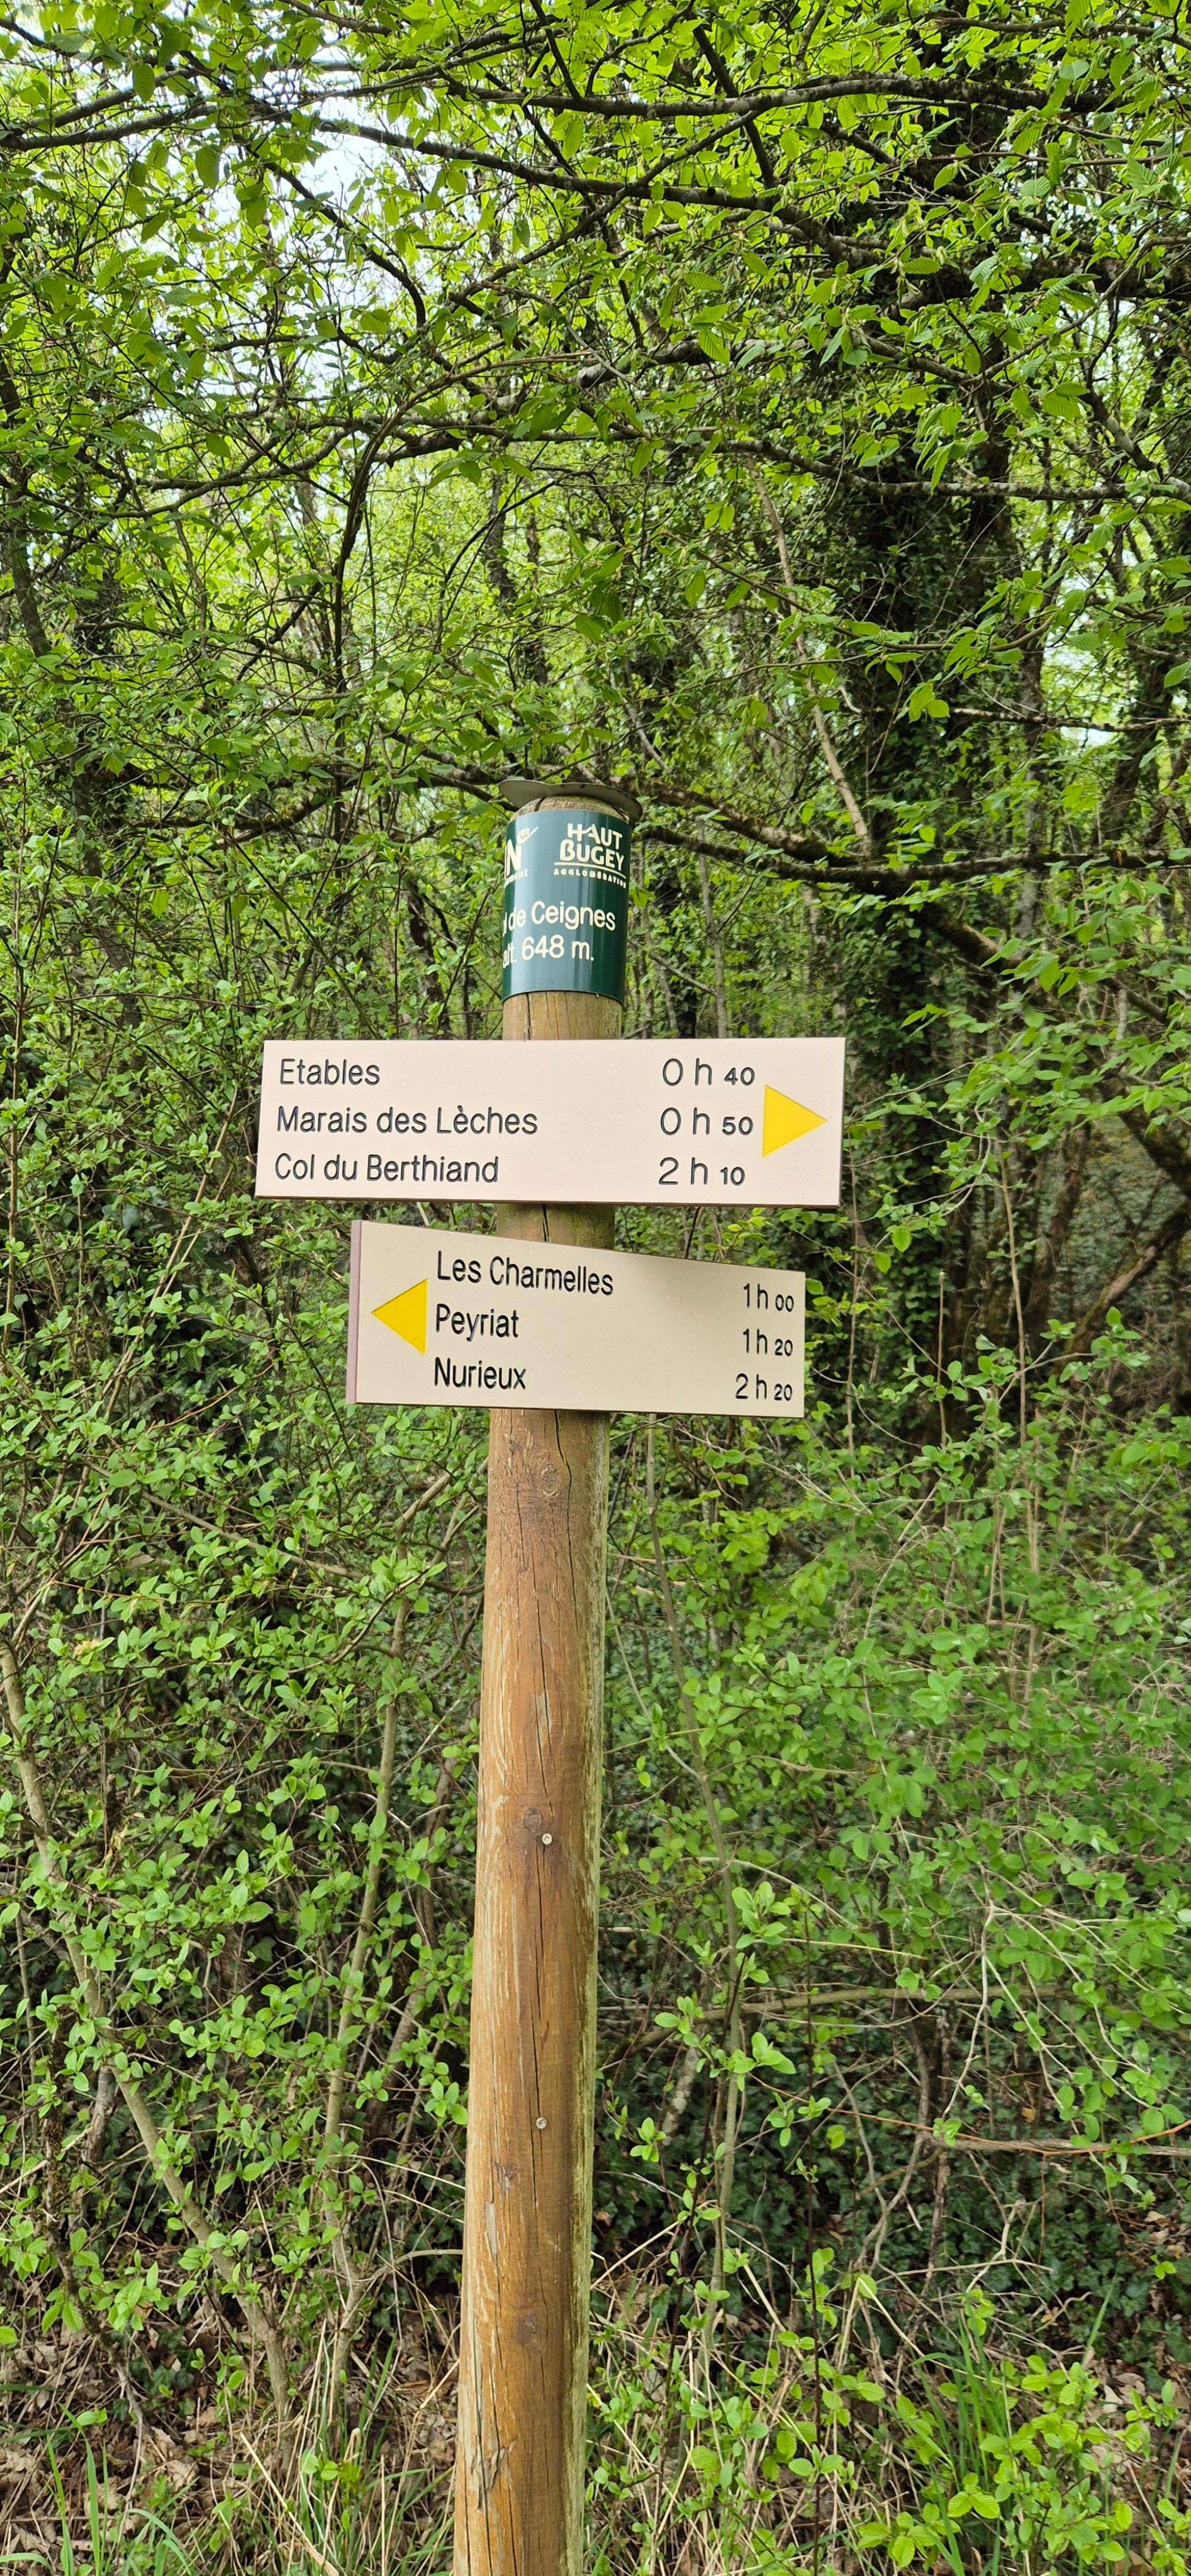 HAUT
BUGEY
AGGLOMÉRATION
de Ceignes
alt. 648 m.
Etables 0 h 40
Marais des Lèches 0 h 50
Col du Berthiand 2 h 10
Les Charmelles 1 h 00
Peyriat 1 h 20
Nurieux 2 h 20